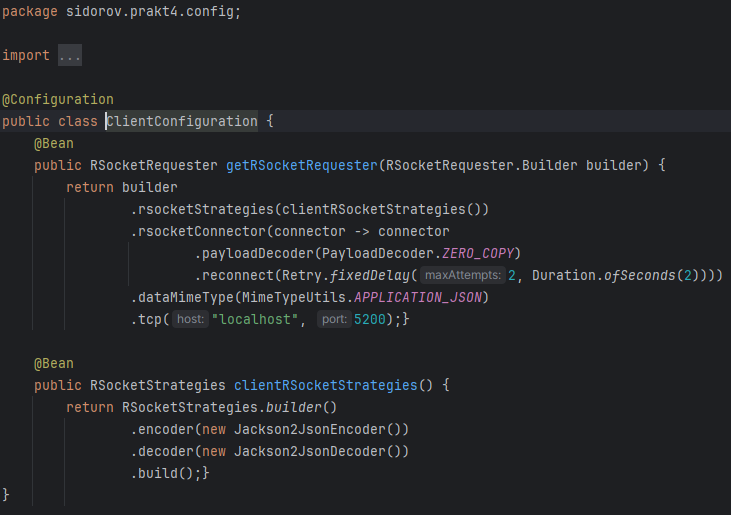 package sidorov.prakt4.config;
import ...
@Configuration
public class ClientConfiguration {
@Bean
public RSocketRequester getRSocketRequester(RSocketRequester.Builder builder) {
return builder
.rsocketStrategies(clientRSocketStrategies())
.rsocketConnector(connector -> connector
.payloadDecoder(PayloadDecoder.ZERO_COPY)
.reconnect(Retry.fixedDelay( maxAttempts: 2, Duration.ofSeconds(2))))
.dataMimeType(MimeTypeUtils.APPLICATION_JSON)
.tcp( host: "localhost", port: 5200);}
@Bean
public RSocketStrategies clientRSocketStrategies() {
return RSocketStrategies.builder()
.encoder(new Jackson2JsonEncoder())
.decoder(new Jackson2JsonDecoder())
.build();}
}